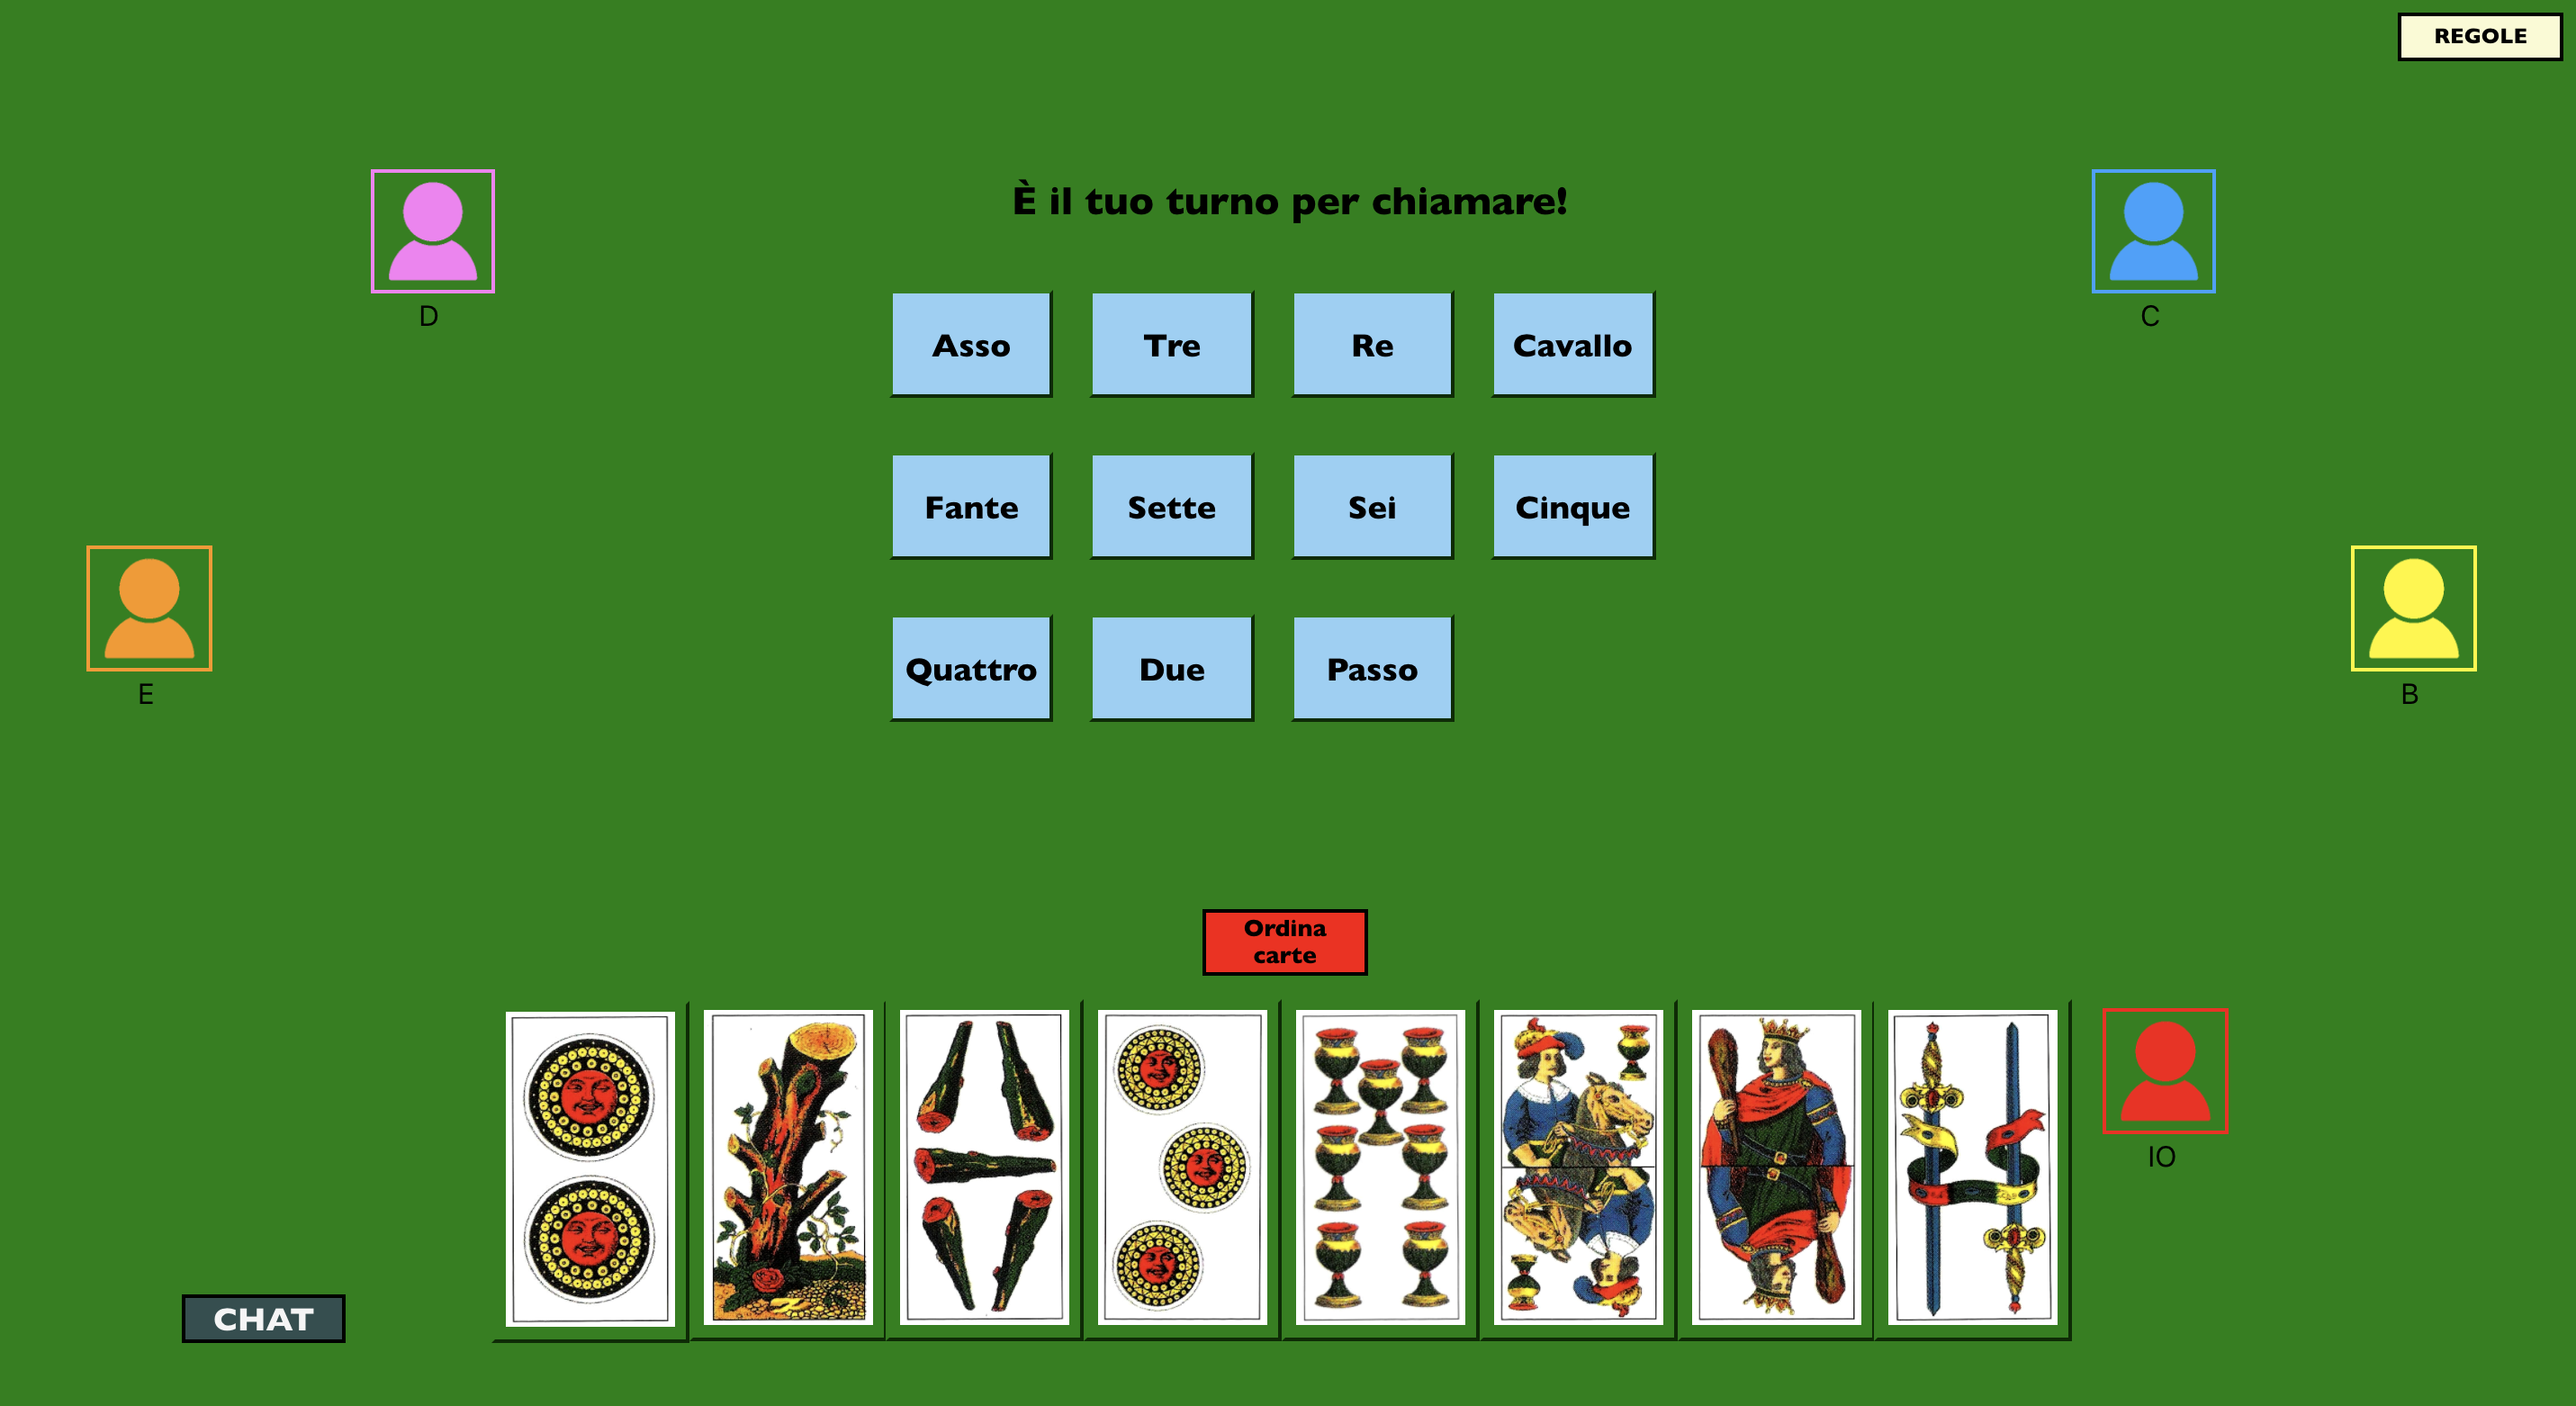 REGOLE
È il tuo turno per chiamare!
D
C
Asso
Tre
Re
Cavallo
Fante
Sette
Sei
Cinque
E
B
Quattro
Due
Passo
Ordina
carte
IO
CHAT